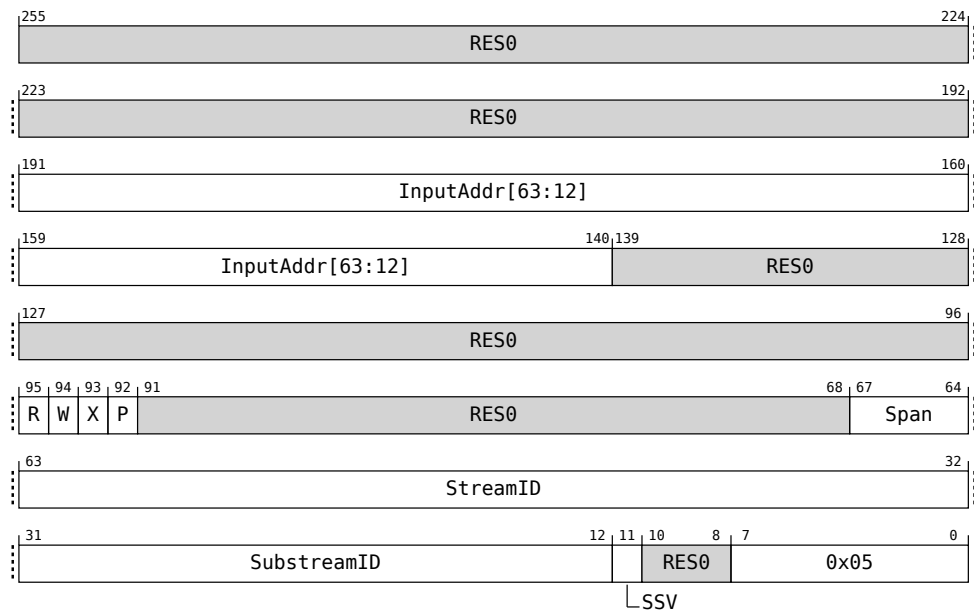 255 224
RES0
223 192
RES0
191 160
InputAddr[63:12]
159 140 139 128
InputAddr[63:12] RES0
127 96
RES0
95 94 93 92 91 68 67 64
R W X P RES0 Span
63 32
StreamID
31 12 11 10 8 7 0
SubstreamID RES0 0x05
SSV